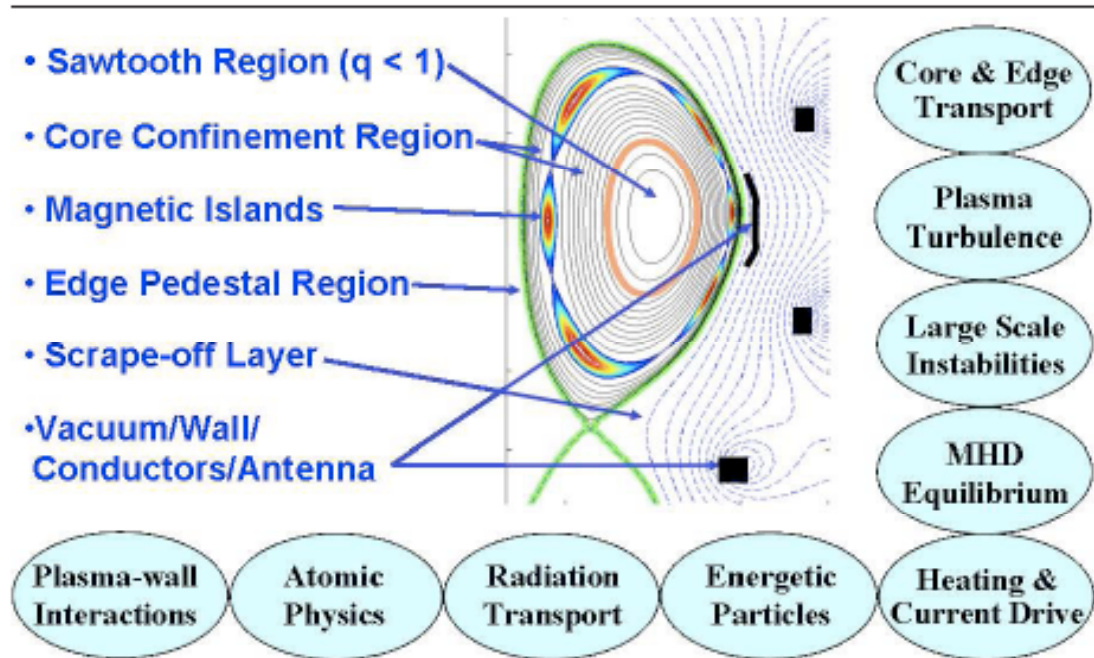 • Sawtooth Region (q < 1)
• Core Confinement Region
• Magnetic Islands
• Edge Pedestal Region
• Scrape-off Layer
•Vacuum/Wall/
Conductors/Antenna
Core & Edge
Transport
Plasma
Turbulence
Large Scale
Instabilities
MHD
Equilibrium
Plasma-wall
Interactions
Atomic
Physics
Radiation
Transport
Energetic
Particles
Heating &
Current Drive